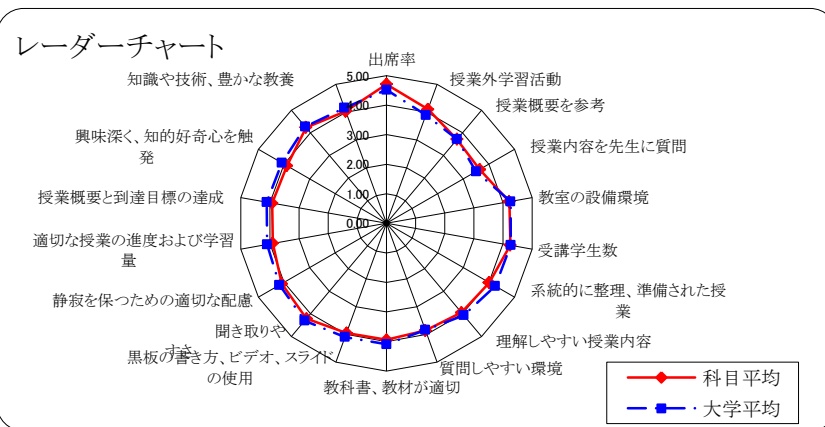 レーダーチャート
出席率
授業外学習活動
授業概要を参考
授業内容を先生に質問
教室の設備環境
受講学生数
系統的に整理、準備された授
業
理解しやすい授業内容
質問しやすい環境
教科書、教材が適切
黒板の書き方、ビデオ、スライド
の使用
聞き取りや
すさ
静寂を保つための適切な配慮
適切な授業の進度および学習
量
授業概要と到達目標の達成
興味深く、知的好奇心を触
発
知識や技術、豊かな教養
5.00
4.00
3.00
2.00
1.00
0.00
科目平均
大学平均